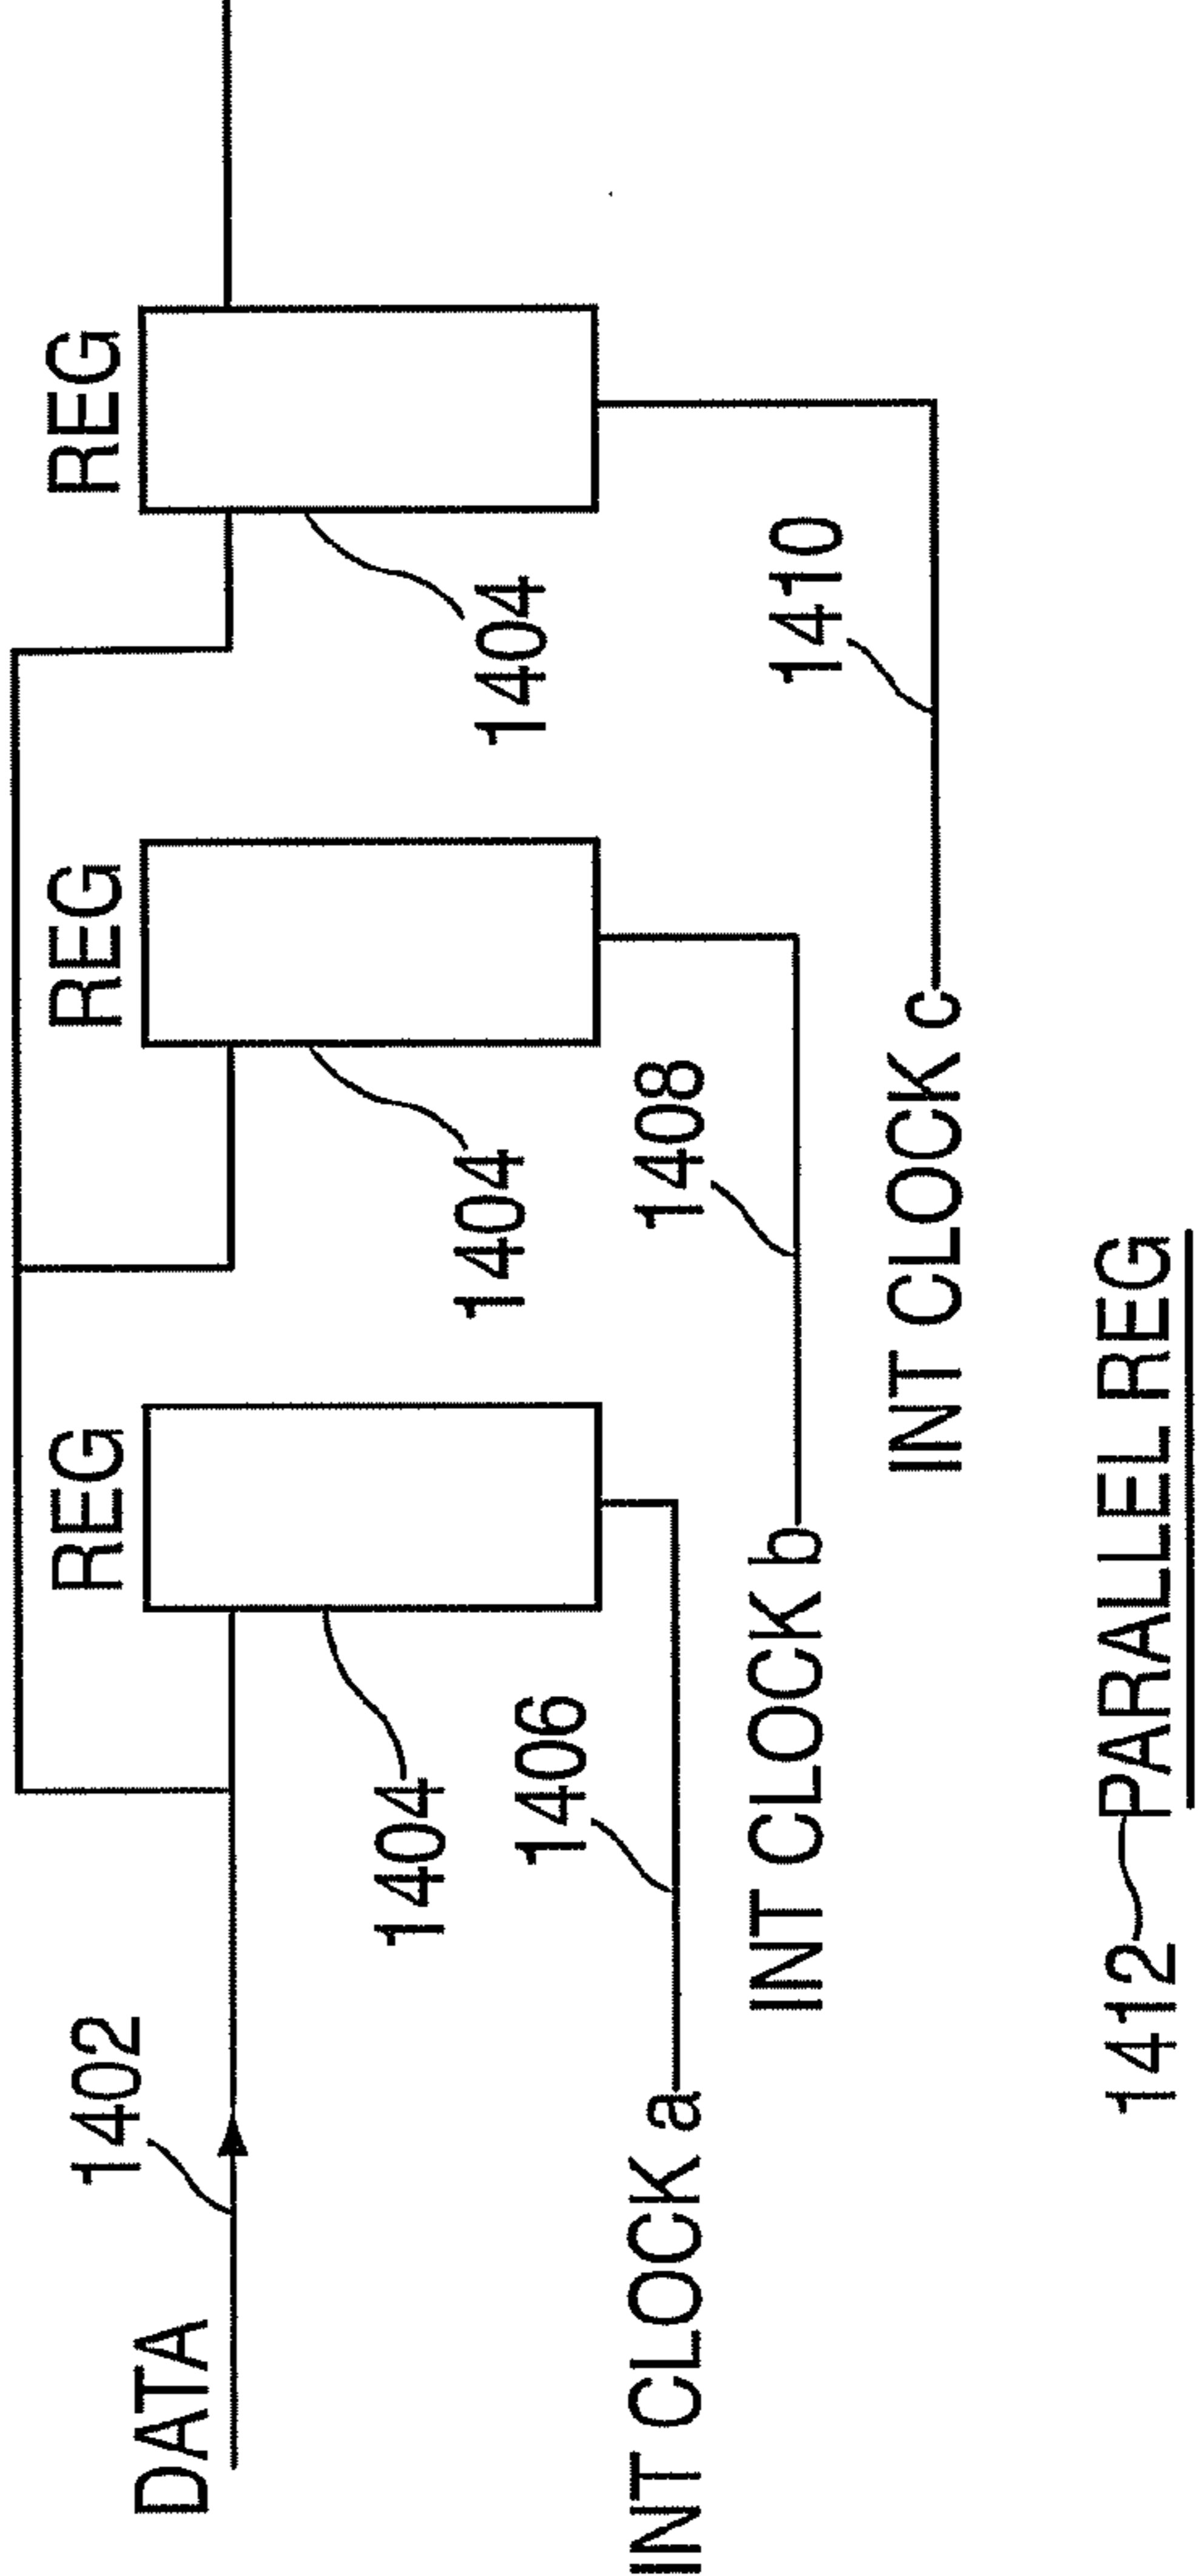 REG
REG
REG
DATA
1402
1404
1404
1404
1406
1408
1410
INT CLOCK a
INT CLOCK b
INT CLOCK c
1412
PARALLEL REG